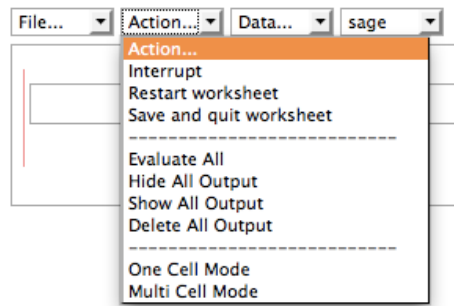 File... Action... Data... sage
Action...
Interrupt
Restart worksheet
Save and quit worksheet
---------------------------
Evaluate All
Hide All Output
Show All Output
Delete All Output
---------------------------
One Cell Mode
Multi Cell Mode